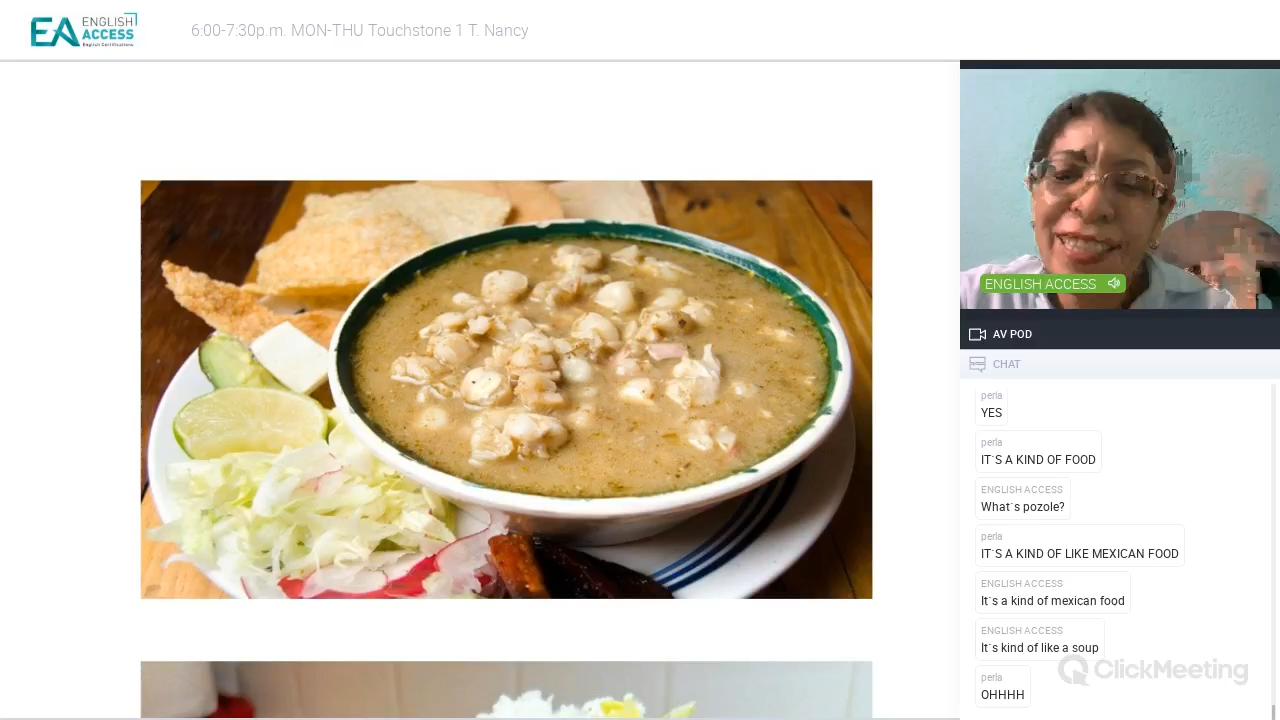 EA ENGLISH
ACCESS
English Certifications
6:00-7:30p.m. MON-THU Touchstone 1 T. Nancy
ENGLISH ACCESS
AV POD
CHAT
perla
YES
perla
IT`S A KIND OF FOOD
ENGLISH ACCESS
What`s pozole?
perla
IT`S A KIND OF LIKE MEXICAN FOOD
ENGLISH ACCESS
It`s a kind of mexican food
ENGLISH ACCESS
It`s kind of like a soup
ClickMeeting
perla
OHHHH